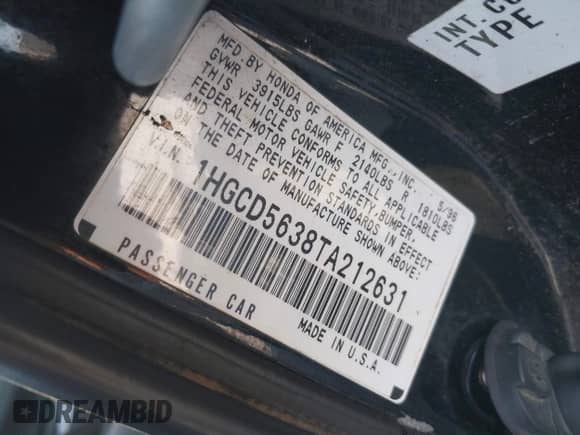 INT. CO
TYPE
MFD BY HONDA OF AMERICA MFG., INC. 5/96
GVWR 3915LBS GAWR F 2140LBS R 1810LBS
THIS VEHICLE CONFORMS TO ALL APPLICABLE
FEDERAL MOTOR VEHICLE SAFETY, BUMPER,
AND THEFT PREVENTION STANDARDS IN EFFECT
ON THE DATE OF MANUFACTURE SHOWN ABOVE:
V.I.N. 1HGCD5638TA212631
PASSENGER CAR MADE IN U.S.A.
DREAMBID